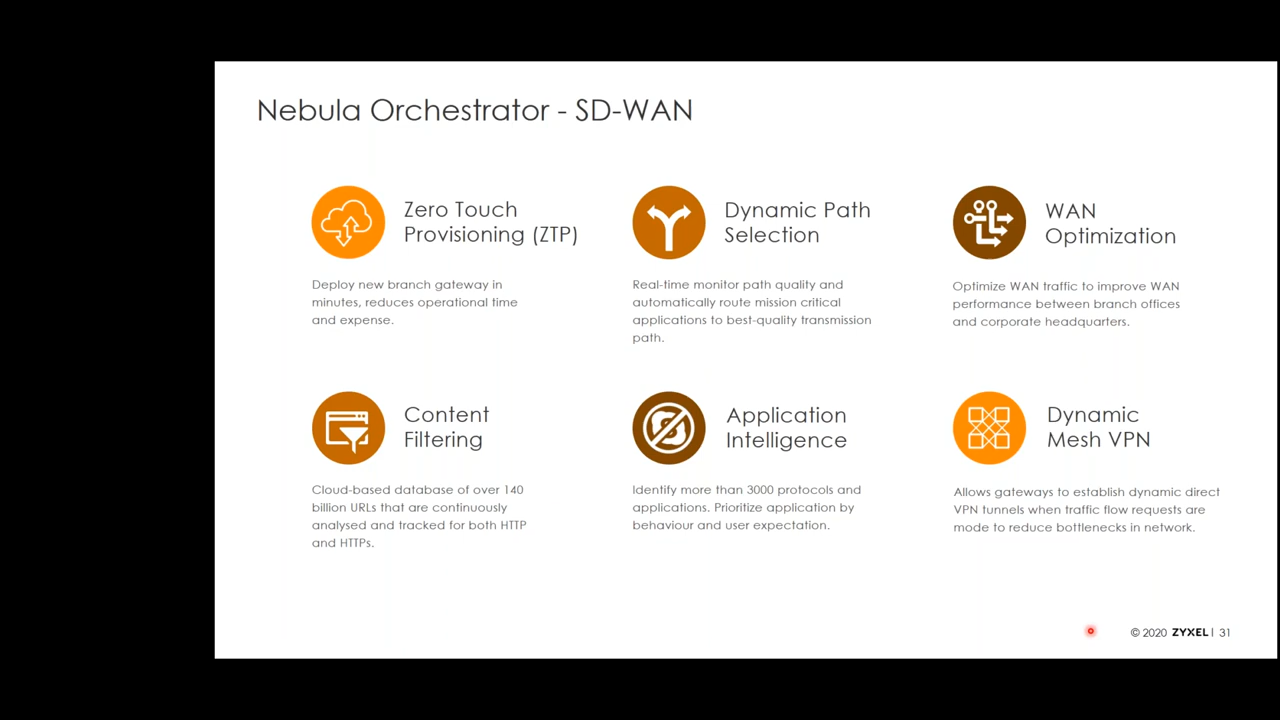 Nebula Orchestrator - SD-WAN
Zero Touch
Provisioning (ZTP)
Deploy new branch gateway in
minutes, reduces operational time
and expense.
Dynamic Path
Selection
Real-time monitor path quality and
automatically route mission critical
applications to best-quality transmission
path.
WAN
Optimization
Optimize WAN traffic to improve WAN
performance between branch offices
and corporate headquarters.
Content
Filtering
Cloud-based database of over 140
billion URLs that are continuously
analysed and tracked for both HTTP
and HTTPs.
Application
Intelligence
Identify more than 3000 protocols and
applications. Prioritize application by
behaviour and user expectation.
Dynamic
Mesh VPN
Allows gateways to establish dynamic direct
VPN tunnels when traffic flow requests are
mode to reduce bottlenecks in network.
© 2020 ZYXEL | 31